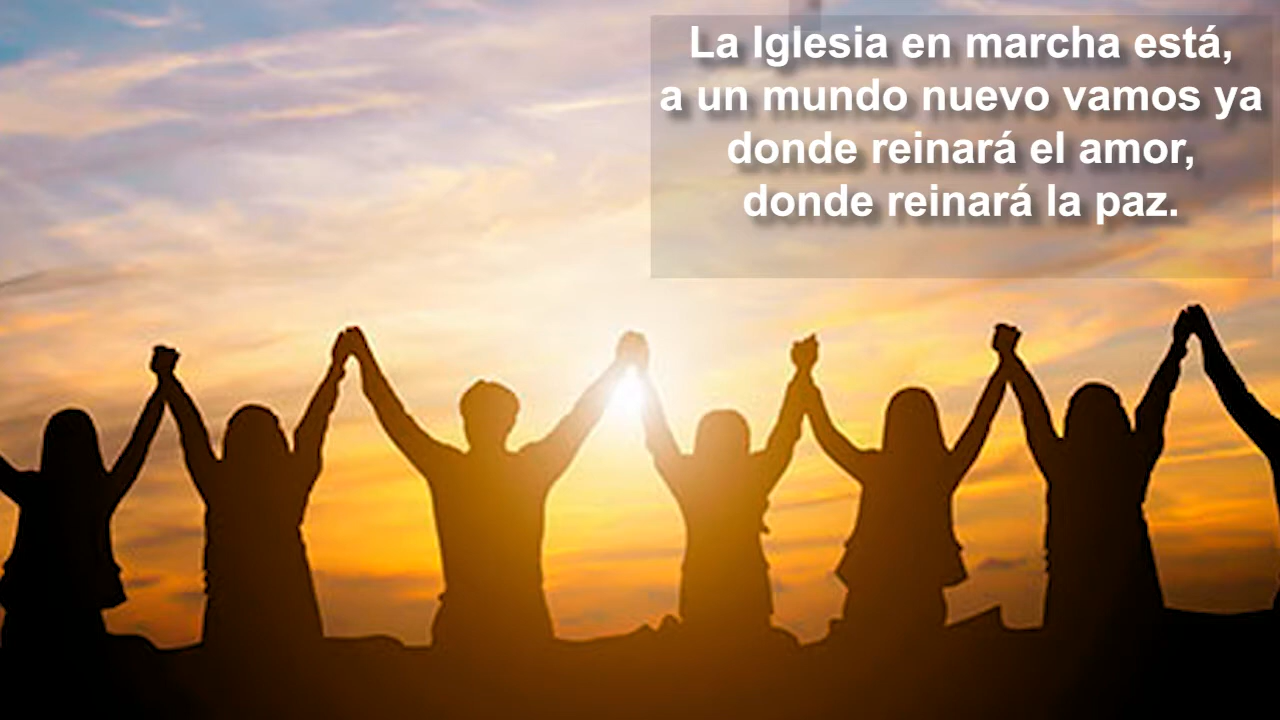 La Iglesia en marcha está,
a un mundo nuevo vamos ya
donde reinará el amor,
donde reinará la paz.